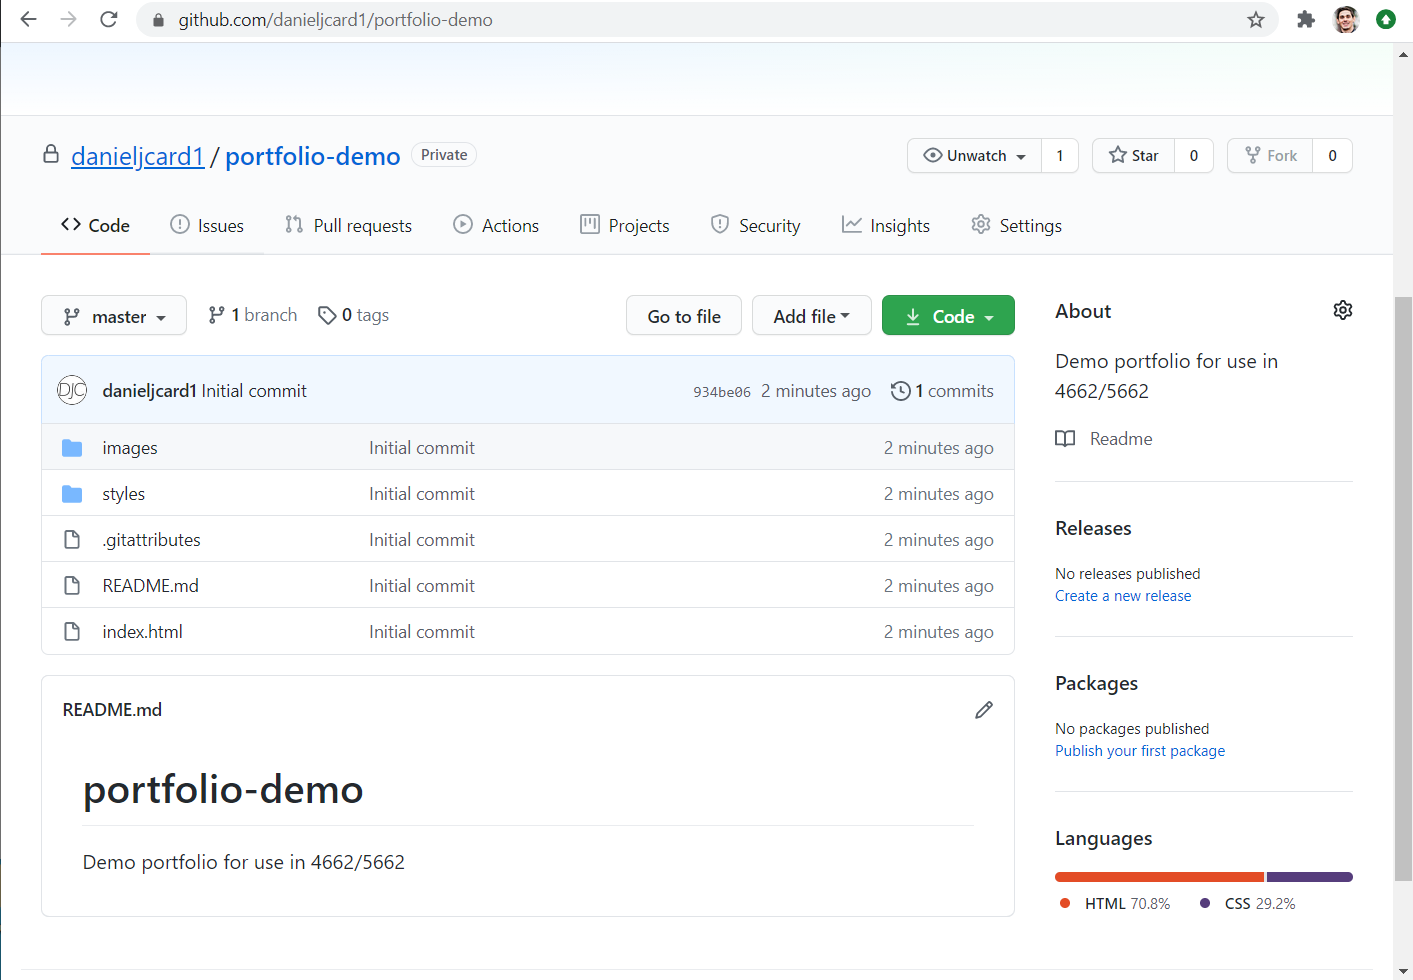 github.com/danieljcard1/portfolio-demo
danieljcard1 / portfolio-demo Private
Unwatch 1 Star 0 Fork 0
Code Issues Pull requests Actions Projects Security Insights Settings
master 1 branch 0 tags Go to file Add file Code
DJC danieljcard1 Initial commit 934be06 2 minutes ago 1 commits
images Initial commit 2 minutes ago
styles Initial commit 2 minutes ago
.gitattributes Initial commit 2 minutes ago
README.md Initial commit 2 minutes ago
index.html Initial commit 2 minutes ago
README.md
portfolio-demo
Demo portfolio for use in 4662/5662
About
Demo portfolio for use in
4662/5662
Readme
Releases
No releases published
Create a new release
Packages
No packages published
Publish your first package
Languages
HTML 70.8% CSS 29.2%